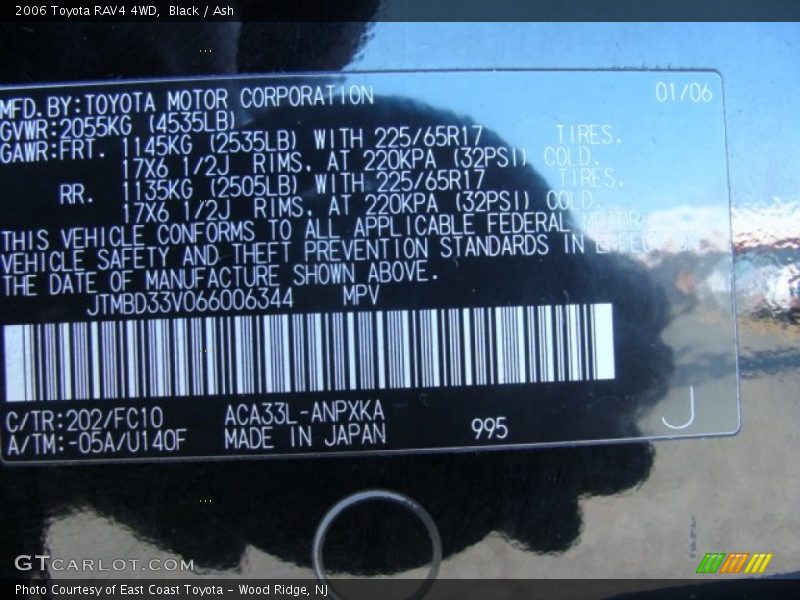 2006 Toyota RAV4 4WD, Black / Ash
01/06
MFD.BY:TOYOTA MOTOR CORPORATION
GVWR:2055KG (4535LB)
GAWR:FRT. 1145KG (2535LB) WITH 225/65R17 TIRES,
17X6 1/2J RIMS, AT 220KPA (32PSI) COLD.
RR. 1135KG (2505LB) WITH 225/65R17 TIRES,
17X6 1/2J RIMS, AT 220KPA (32PSI) COLD.
THIS VEHICLE CONFORMS TO ALL APPLICABLE FEDERAL MOTOR
VEHICLE SAFETY AND THEFT PREVENTION STANDARDS IN EFFECT ON
THE DATE OF MANUFACTURE SHOWN ABOVE.
JTMBD33V066006344 MPV
C/TR:202/FC10 ACA33L-ANPXKA
A/TM:-05A/U140F MADE IN JAPAN 995
J
GTCARLOT.COM
Photo Courtesy of East Coast Toyota - Wood Ridge, NJ